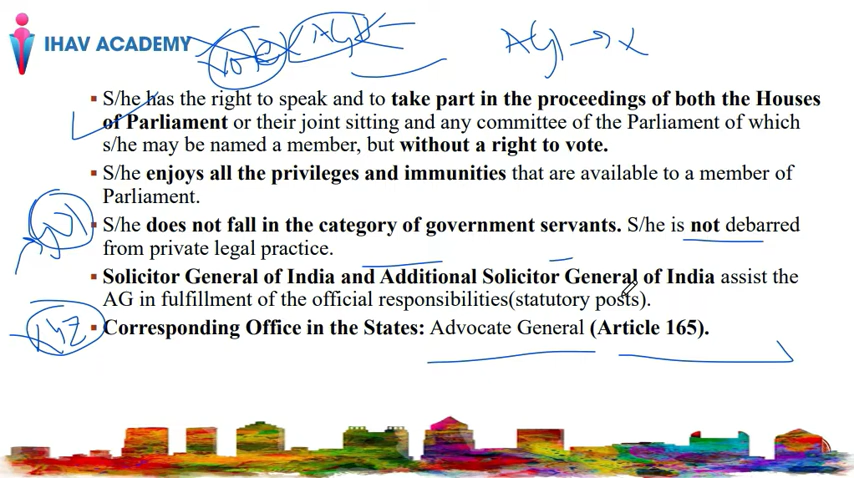 IHAV ACADEMY
AG
AG → x
▪ S/he has the right to speak and to take part in the proceedings of both the Houses
of Parliament or their joint sitting and any committee of the Parliament of which
s/he may be named a member, but without a right to vote.
▪ S/he enjoys all the privileges and immunities that are available to a member of
Parliament.
▪ S/he does not fall in the category of government servants. S/he is not debarred
from private legal practice.
▪ Solicitor General of India and Additional Solicitor General of India assist the
AG in fulfillment of the official responsibilities(statutory posts).
xyz
▪ Corresponding Office in the States: Advocate General (Article 165).